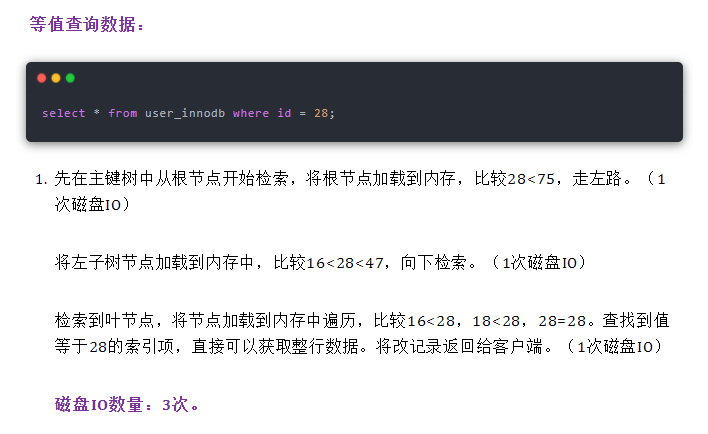 等值查询数据：
select * from user_innodb where id = 28;
1. 先在主键树中从根节点开始检索，将根节点加载到内存，比较28<75，走左路。（1
次磁盘IO）
将左子树节点加载到内存中，比较16<28<47，向下检索。（1次磁盘IO）
检索到叶节点，将节点加载到内存中遍历，比较16<28，18<28，28=28。查找到值
等于28的索引项，直接可以获取整行数据。将改记录返回给客户端。（1次磁盘IO）
磁盘IO数量：3次。